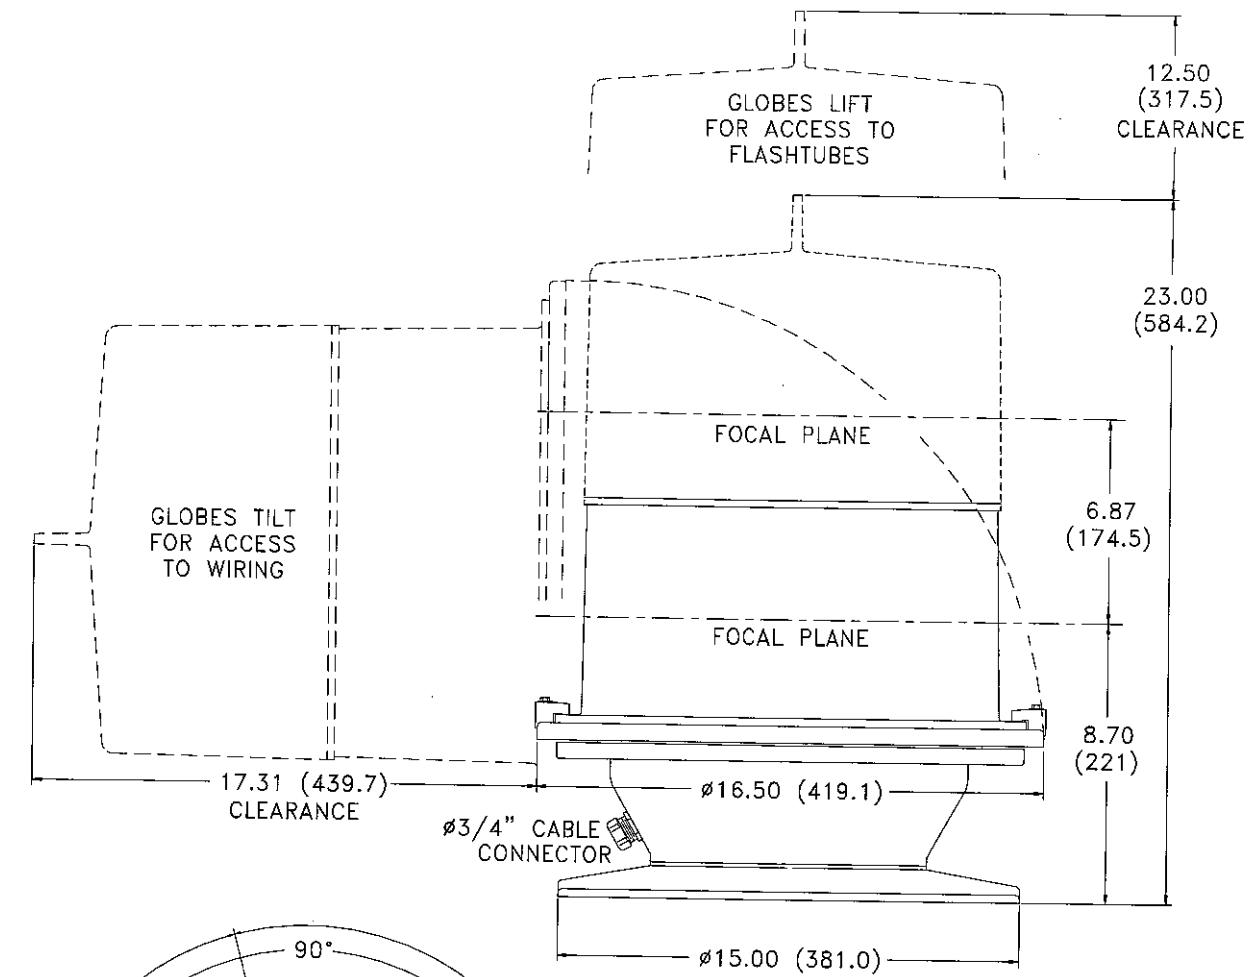 12.50
(317.5)
CLEARANCE
GLOBES LIFT
FOR ACCESS TO
FLASHTUBES
23.00
(584.2)
FOCAL PLANE
6.87
(174.5)
GLOBES TILT
FOR ACCESS
TO WIRING
FOCAL PLANE
8.70
(221)
17.31 (439.7)
CLEARANCE
ø16.50 (419.1)
ø3/4" CABLE
CONNECTOR
90°
ø15.00 (381.0)